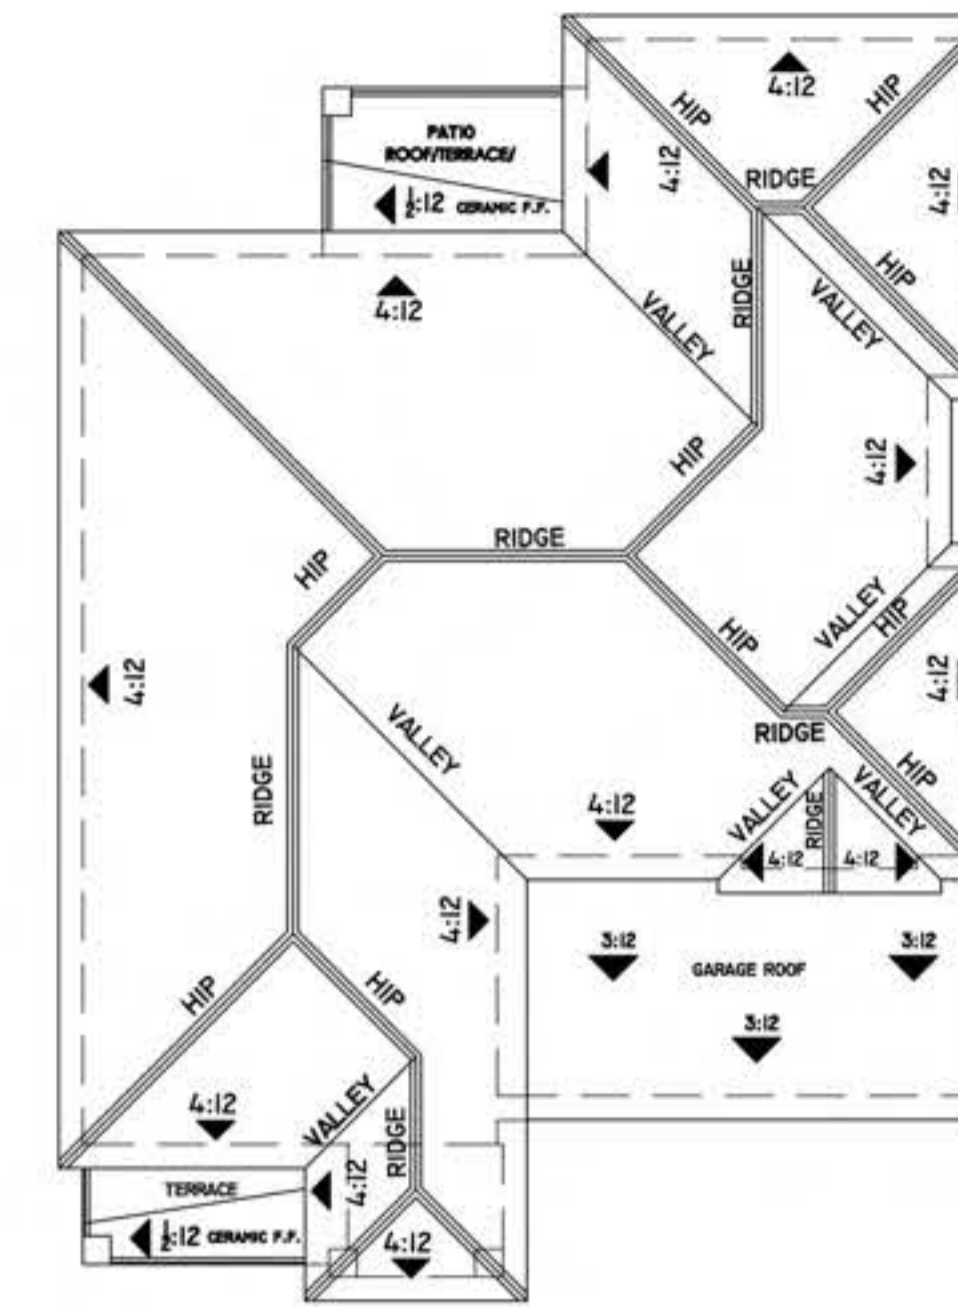 4:12
HIP
HIP
PATIO
ROOF/TERRACE/
4:12
RIDGE
4:12
½:12 CERAMIC F.F.
HIP
RIDGE
4:12
VALLEY
VALLEY
HIP
4:12
RIDGE
HIP
VALLEY
HIP
HIP
4:12
4:12
VALLEY
RIDGE
HIP
RIDGE
4:12
VALLEY
RIDGE
VALLEY
4:12
4:12
4:12
3:12
3:12
GARAGE ROOF
HIP
HIP
3:12
4:12
VALLEY
RIDGE
TERRACE
4:12
½:12 CERAMIC F.F.
4:12